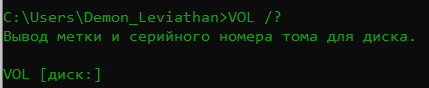 C:\Users\Demon_Leviathan>VOL /?
Вывод метки и серийного номера тома для диска.
VOL [диск:]